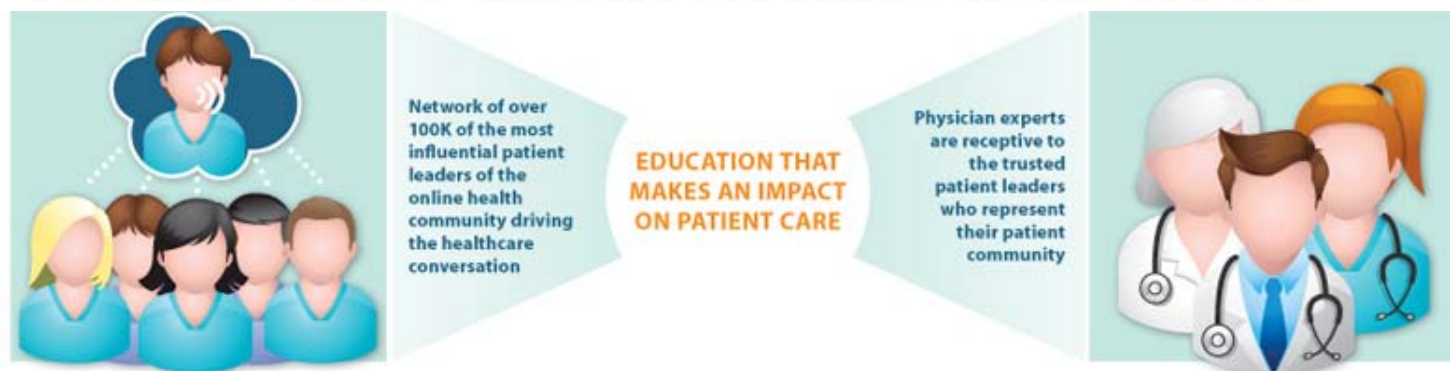 Network of over
100K of the most
influential patient
leaders of the
online health
community driving
the healthcare
conversation
EDUCATION THAT
MAKES AN IMPACT
ON PATIENT CARE
Physician experts
are receptive to
the trusted
patient leaders
who represent
their patient
community